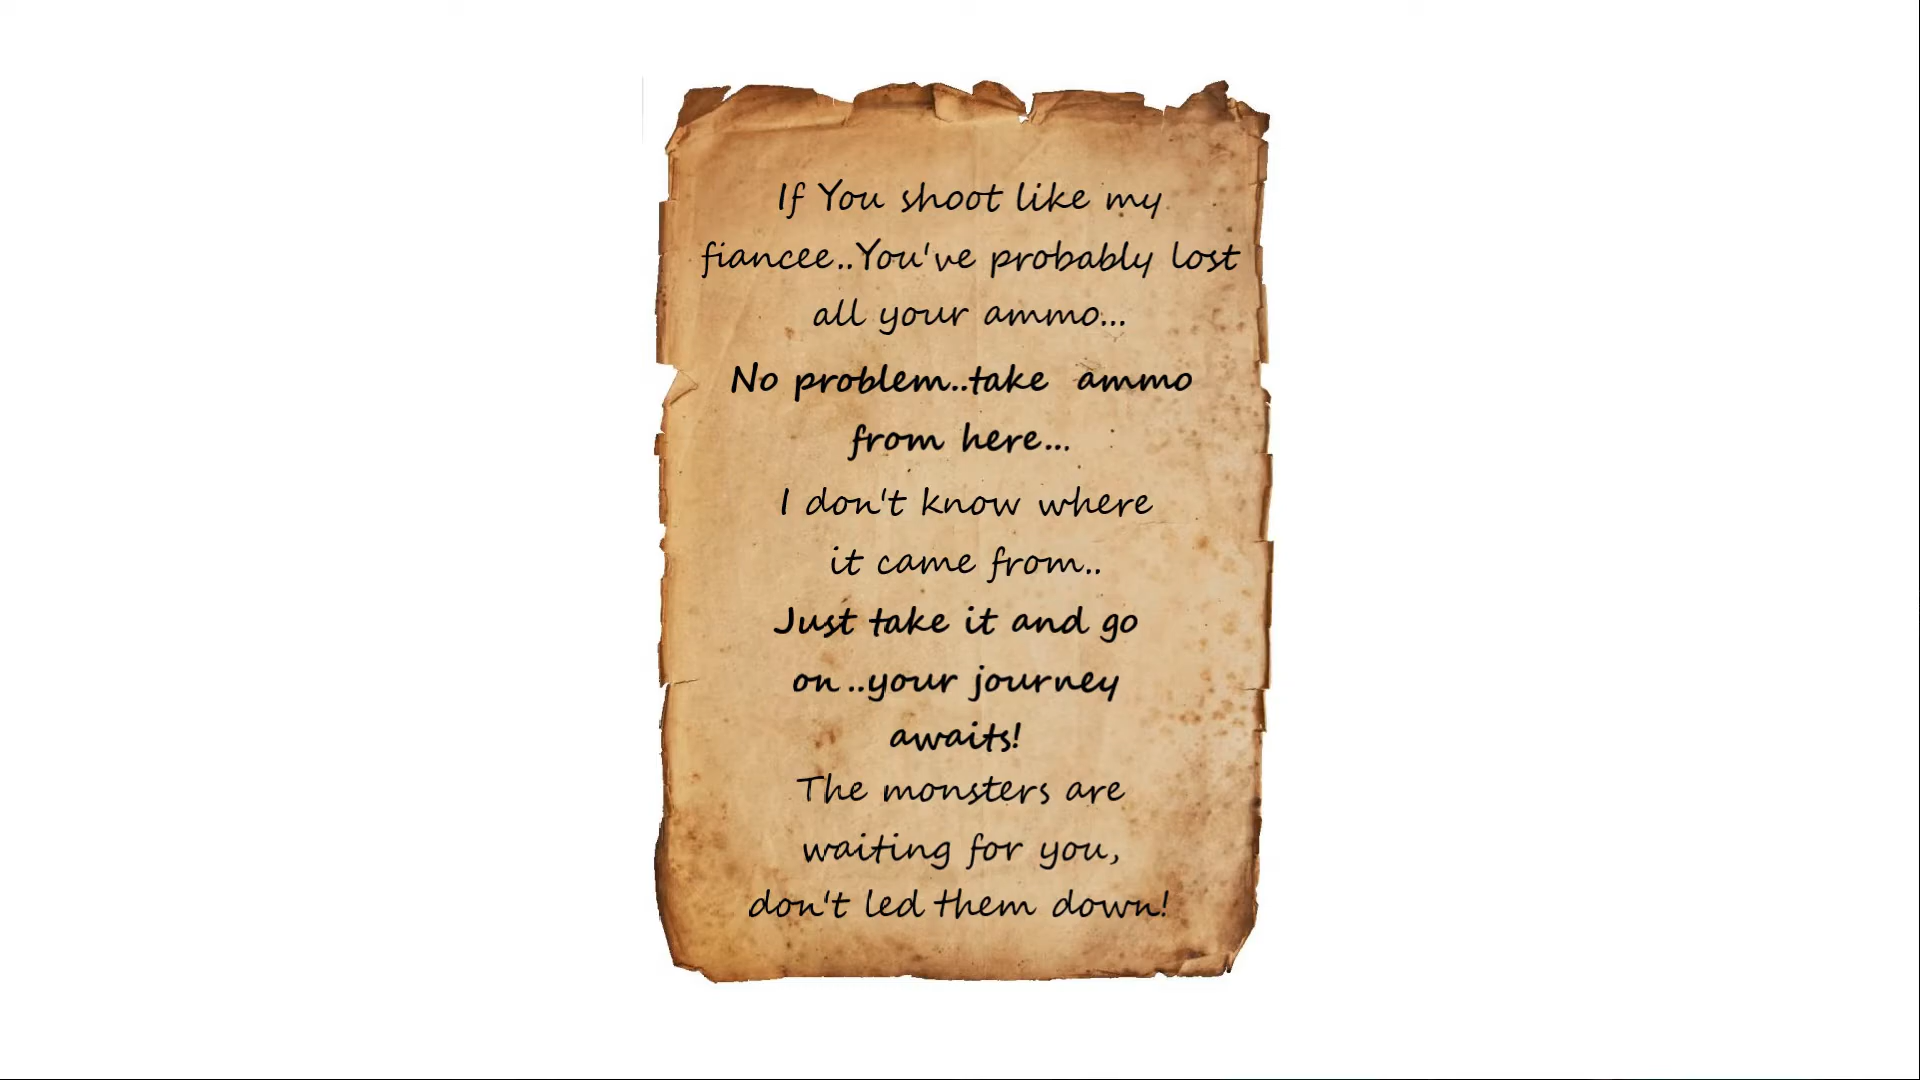 If You shoot like my
fiancee..You've probably lost
all your ammo...
No problem..take  ammo
from here...
I don't know where
it came from..
Just take it and go
on..your journey
awaits!
The monsters are
waiting for you,
don't led them down!